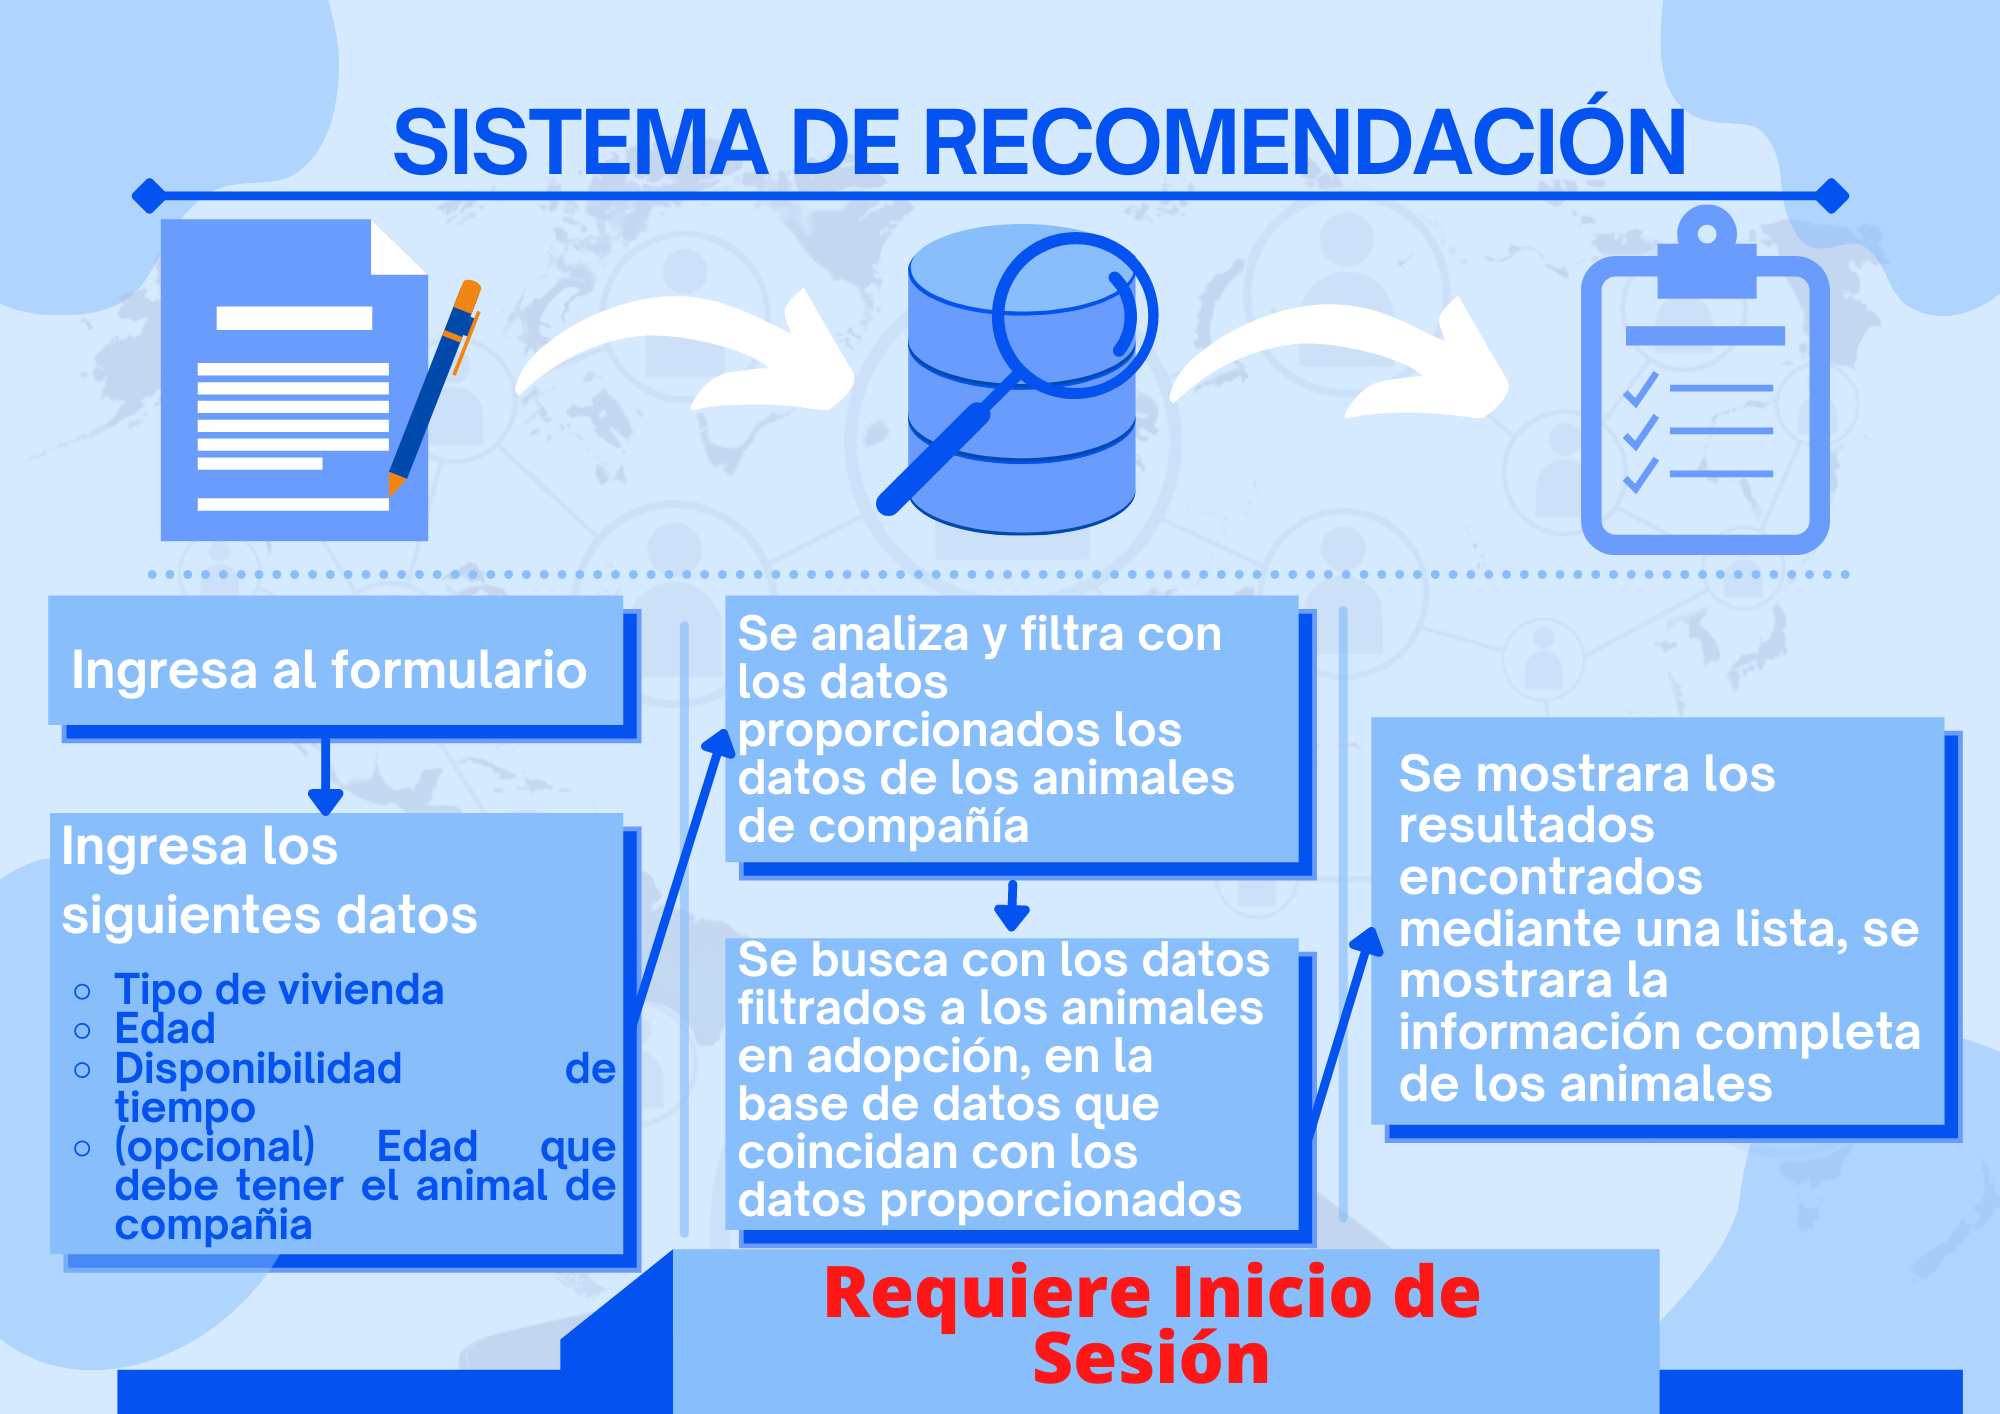 SISTEMA DE RECOMENDACIÓN
Ingresa al formulario
Ingresa los
siguientes datos
Tipo de vivienda
Edad
Disponibilidad de
tiempo
(opcional) Edad que
debe tener el animal de
compañia
Se analiza y filtra con
los datos
proporcionados los
datos de los animales
de compañía
Se busca con los datos
filtrados a los animales
en adopción, en la
base de datos que
coincidan con los
datos proporcionados
Se mostrara los
resultados
encontrados
mediante una lista, se
mostrara la
información completa
de los animales
Requiere Inicio de
Sesión